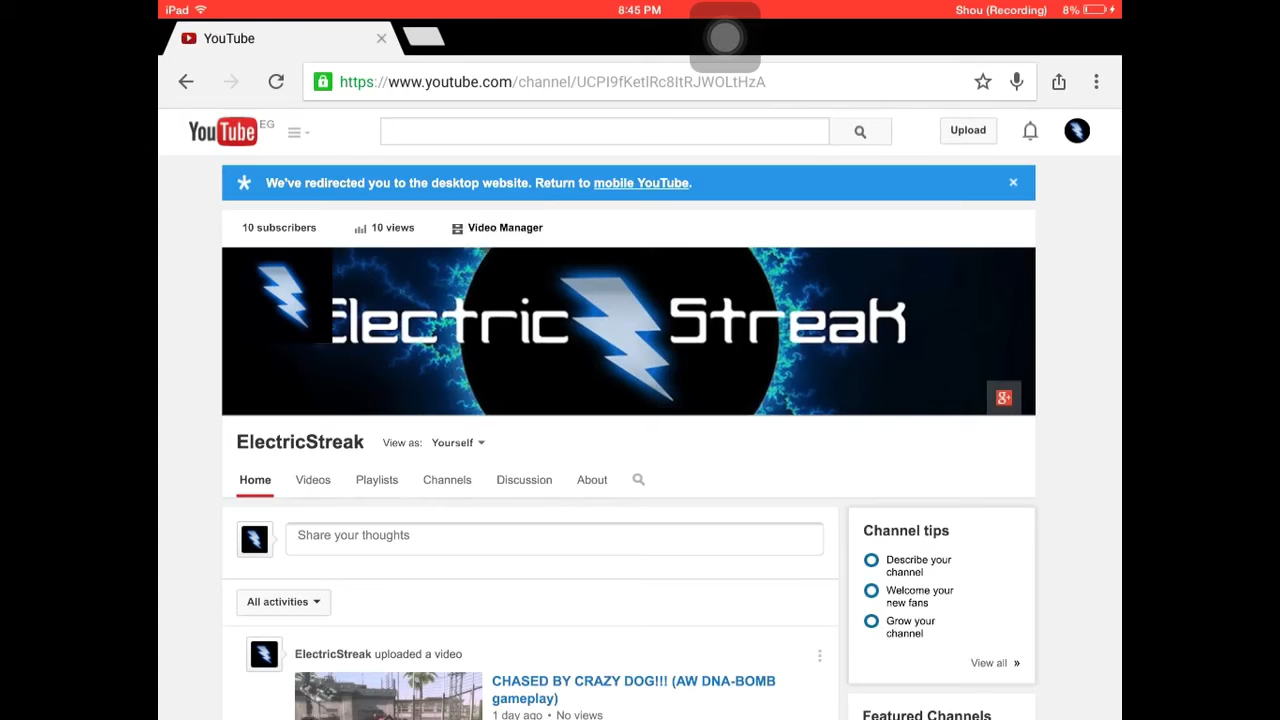 iPad 8:45 PM Shou (Recording) 8%
YouTube
https://www.youtube.com/channel/UCPI9fKetlRc8ItRJWOLtHzA
YouTube EG Upload
We've redirected you to the desktop website. Return to mobile YouTube.
10 subscribers 10 views Video Manager
Electric Streak
g+
ElectricStreak View as: Yourself
Home Videos Playlists Channels Discussion About
Share your thoughts
All activities
ElectricStreak uploaded a video
CHASED BY CRAZY DOG!!! (AW DNA-BOMB
gameplay)
1 day ago • No views
Channel tips
Describe your
channel
Welcome your
new fans
Grow your
channel
View all »
Featured Channels